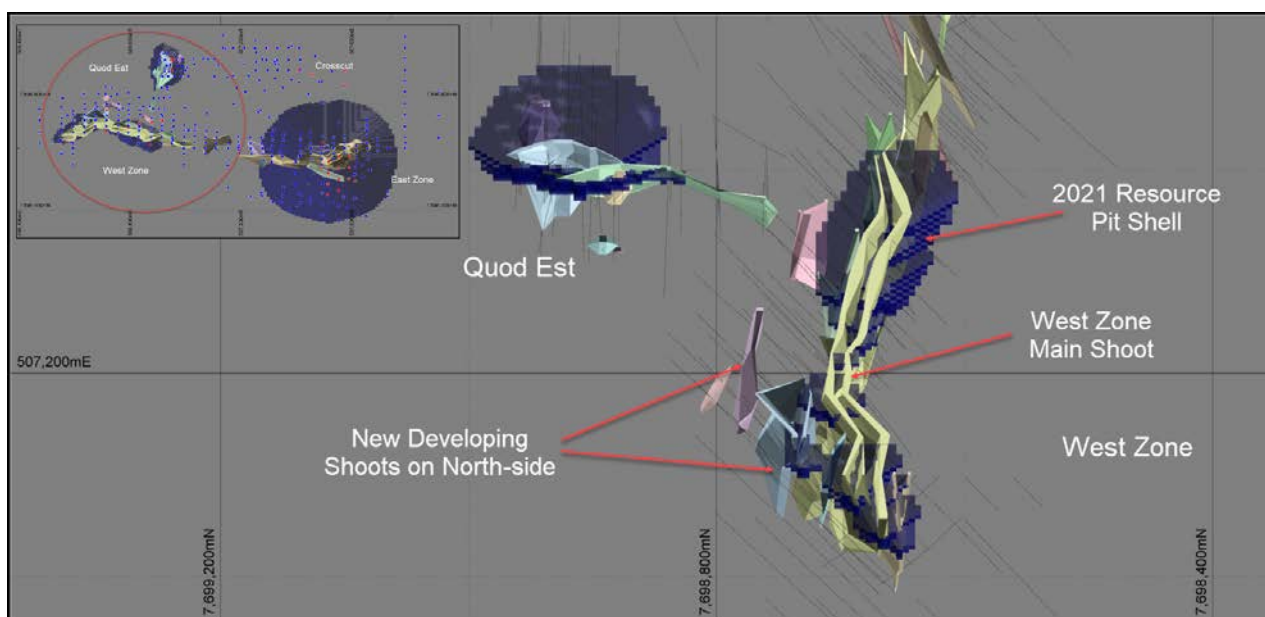 Quod Est
Crosscut
West Zone
East Zone
Quod Est
2021 Resource
Pit Shell
West Zone
Main Shoot
507,200mE
New Developing
Shoots on North-side
West Zone
7,699,200mN
7,698,800mN
7,698,400mN